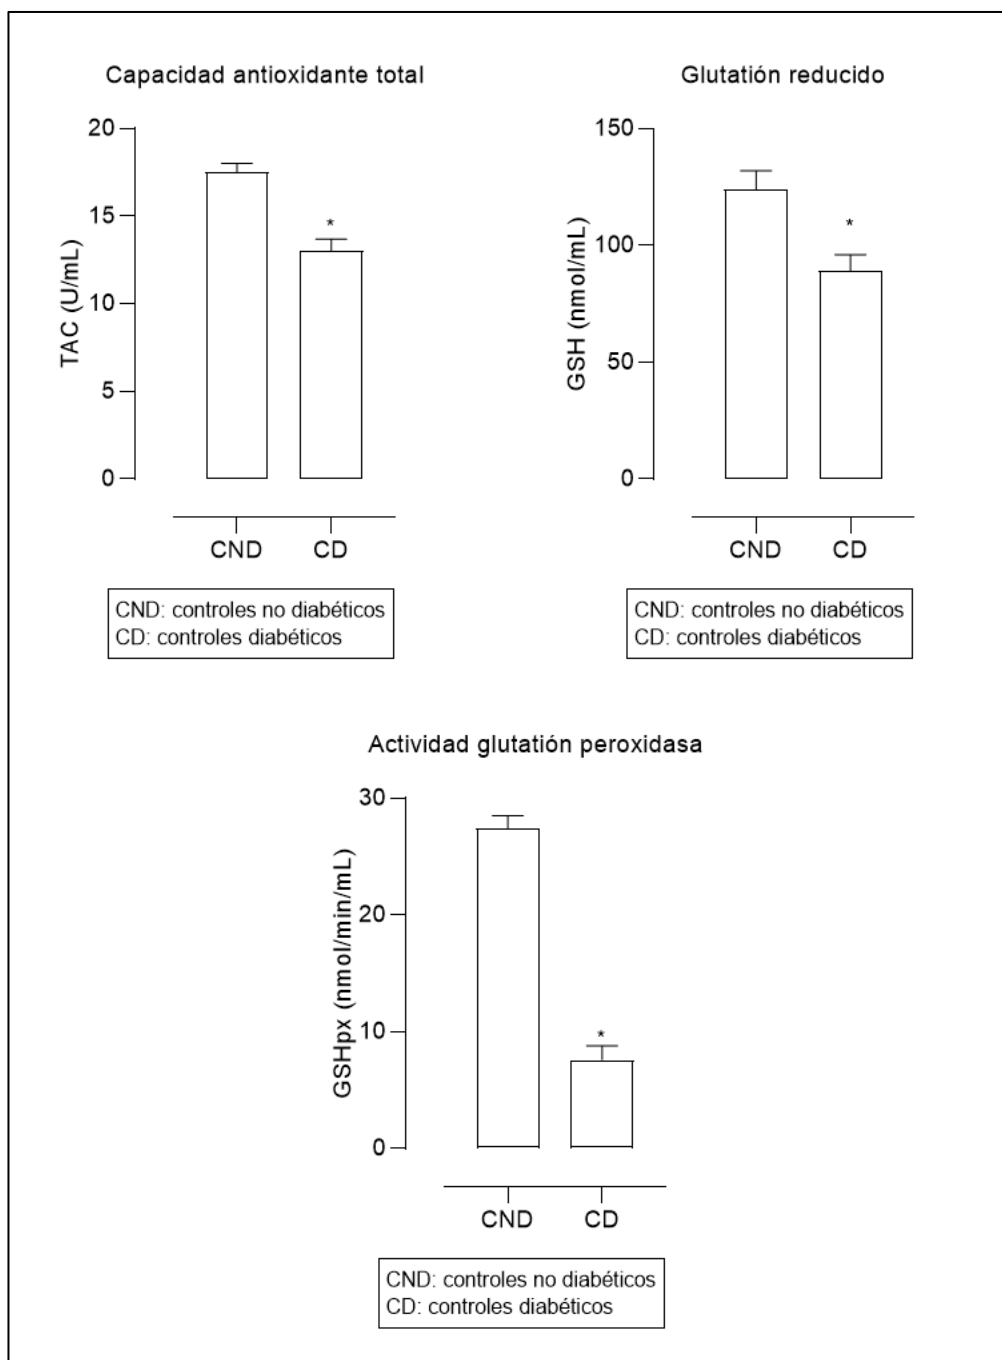 Capacidad antioxidante total
TAC (U/mL)
20
15
10
5
0
*
CND CD
CND: controles no diabéticos
CD: controles diabéticos
Glutatión reducido
GSH (nmol/mL)
150
100
50
0
*
CND CD
CND: controles no diabéticos
CD: controles diabéticos
Actividad glutatión peroxidasa
GSHpx (nmol/min/mL)
30
20
10
0
*
CND CD
CND: controles no diabéticos
CD: controles diabéticos